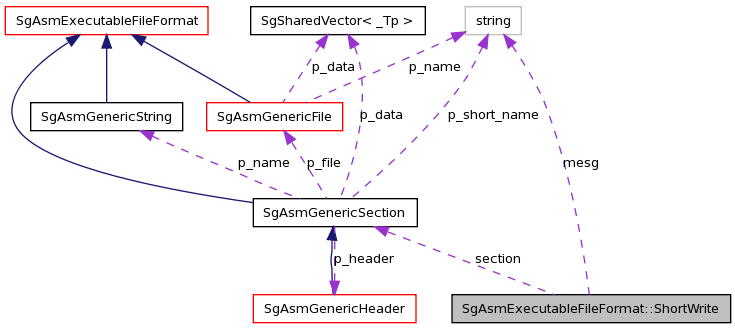 SgAsmExecutableFileFormat
SgSharedVector< _Tp >
string
p_data
p_name
SgAsmGenericString
SgAsmGenericFile
p_data
p_short_name
p_name
p_file
mesg
SgAsmGenericSection
p_header
section
SgAsmGenericHeader
SgAsmExecutableFileFormat::ShortWrite